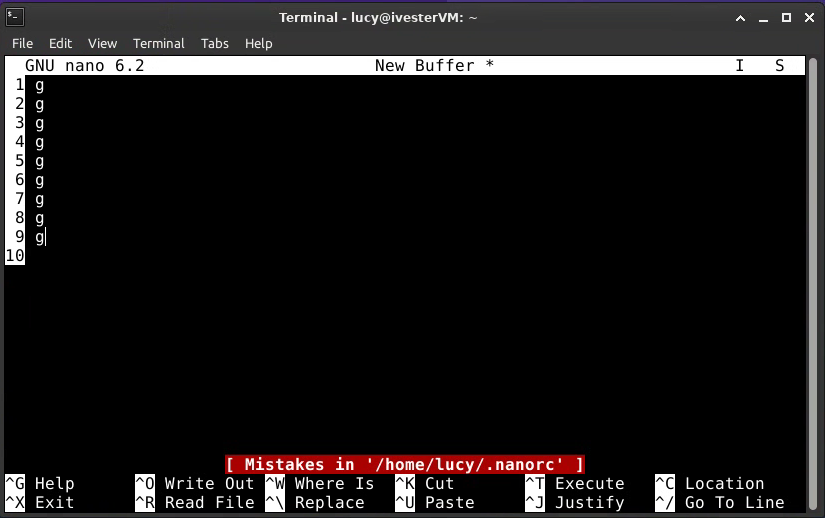 Terminal - lucy@ivesterVM: ~
File Edit View Terminal Tabs Help
GNU nano 6.2 New Buffer * I S
1 g
2 g
3 g
4 g
5 g
6 g
7 g
8 g
9 g
10
[ Mistakes in '/home/lucy/.nanorc' ]
^G Help ^O Write Out ^W Where Is ^K Cut ^T Execute ^C Location
^X Exit ^R Read File ^\ Replace ^U Paste ^J Justify ^/ Go To Line